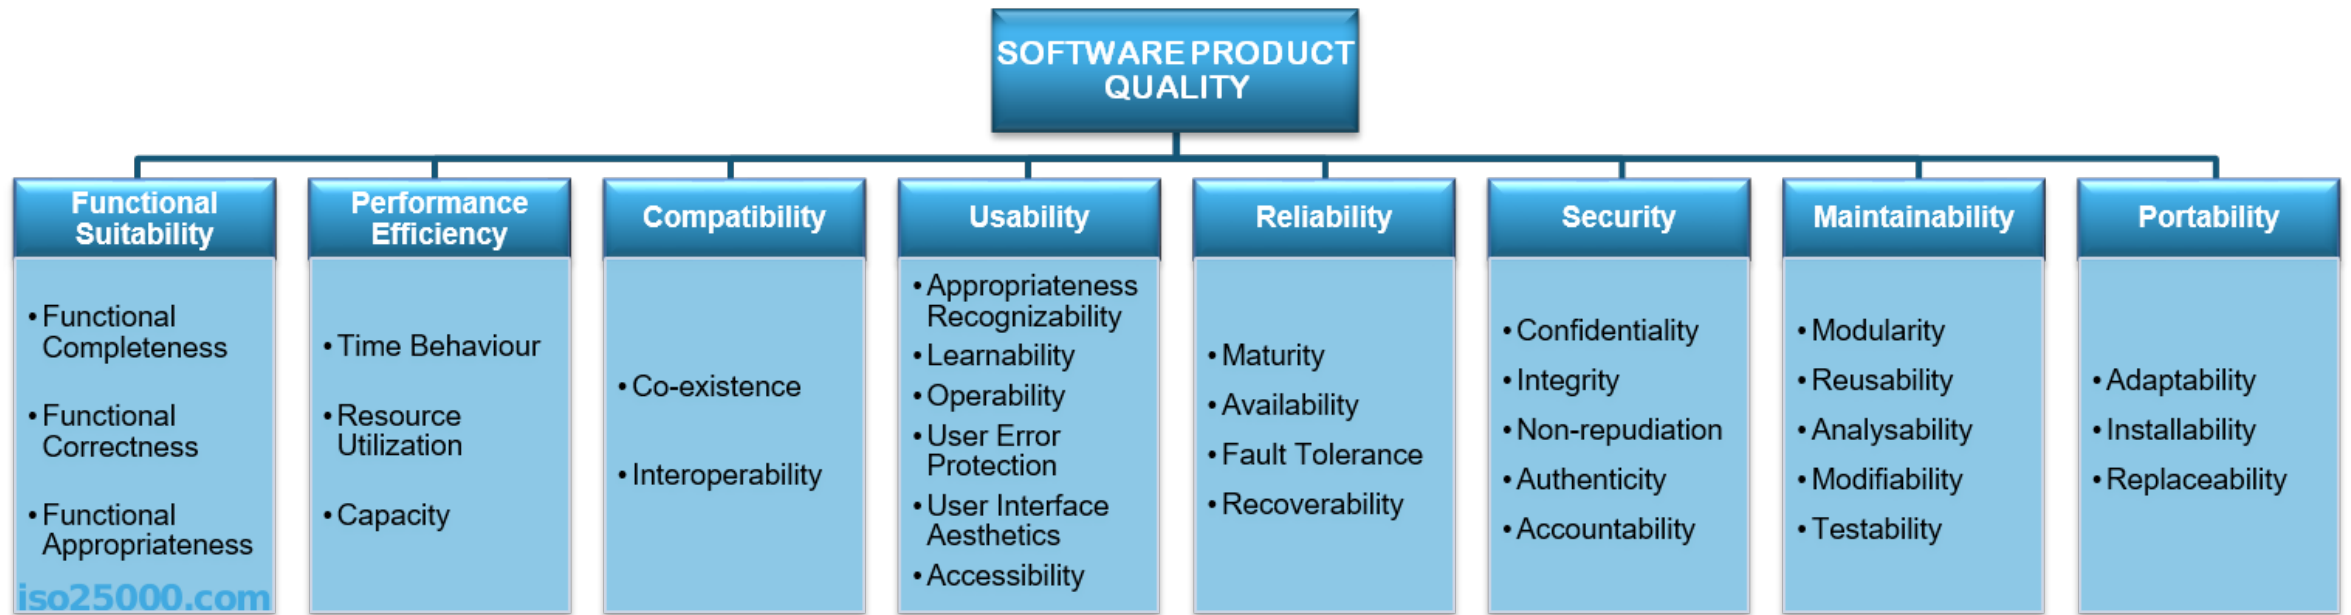 SOFTWARE PRODUCT
QUALITY
Functional
Suitability
• Functional
Completeness
• Functional
Correctness
• Functional
Appropriateness
iso25000.com
Performance
Efficiency
• Time Behaviour
• Resource
Utilization
• Capacity
Compatibility
• Co-existence
• Interoperability
Usability
• Appropriateness
Recognizability
• Learnability
• Operability
• User Error
Protection
• User Interface
Aesthetics
• Accessibility
Reliability
• Maturity
• Availability
• Fault Tolerance
• Recoverability
Security
• Confidentiality
• Integrity
• Non-repudiation
• Authenticity
• Accountability
Maintainability
• Modularity
• Reusability
• Analysability
• Modifiability
• Testability
Portability
• Adaptability
• Installability
• Replaceability